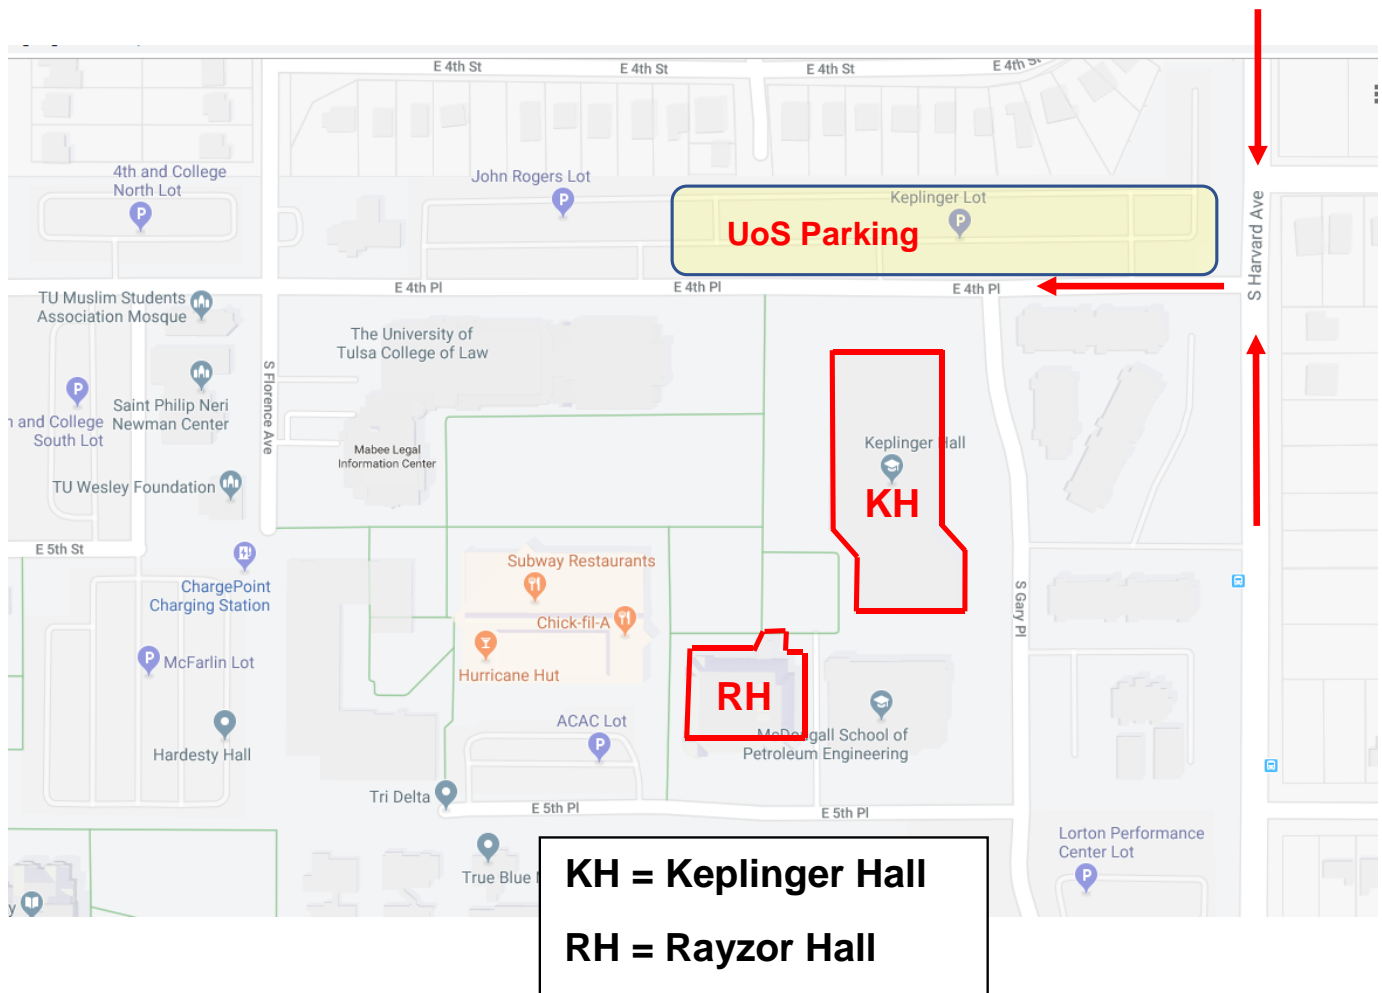 E 4th St
E 4th St
E 4th St
E 4th St
4th and College
North Lot
John Rogers Lot
Keplinger Lot
UoS Parking
S Harvard Ave
E 4th Pl
E 4th Pl
E 4th Pl
TU Muslim Students
Association Mosque
The University of
Tulsa College of Law
S Florence Ave
Saint Philip Neri
Newman Center
and College
South Lot
Mabee Legal
Information Center
Keplinger Hall
KH
TU Wesley Foundation
E 5th St
ChargePoint
Charging Station
Subway Restaurants
Chick-fil-A
Hurricane Hut
S Gary Pl
McFarlin Lot
RH
ACAC Lot
McDougall School of
Petroleum Engineering
Hardesty Hall
Tri Delta
E 5th Pl
E 5th Pl
Lorton Performance
Center Lot
True Blue
KH = Keplinger Hall
RH = Rayzor Hall